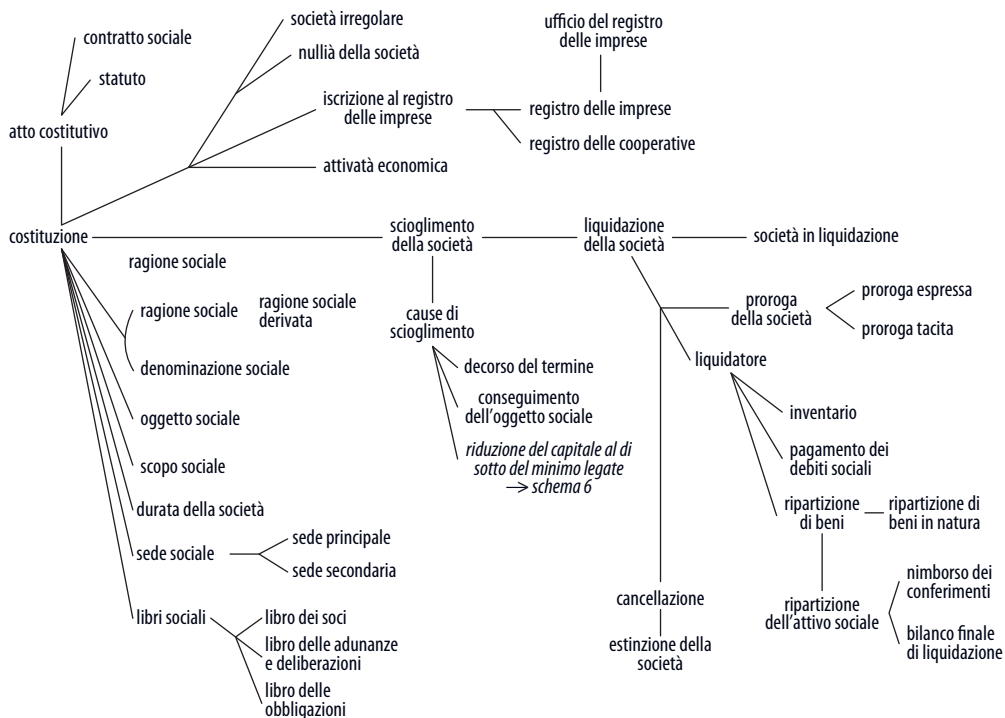 società irregolare
contratto sociale
nullià della società
statuto
ufficio del registro
delle imprese
iscrizione al registro
delle imprese
registro delle imprese
atto costitutivo
registro delle cooperative
attivatà economica
costituzione
scioglimento
della società
liquidazione
della società
società in liquidazione
ragione sociale
ragione sociale
ragione sociale
derivata
denominazione sociale
oggetto sociale
scopo sociale
durata della società
sede sociale
sede principale
sede secondaria
libri sociali
libro dei soci
libro delle adunanze
e deliberazioni
libro delle
obbligazioni
cause di
scioglimento
decorso del termine
conseguimento
dell'oggetto sociale
riduzione del capitale al di
sotto del minimo legate
→ schema 6
proroga
della società
proroga espressa
proroga tacita
liquidatore
inventario
pagamento dei
debiti sociali
ripartizione
di beni
ripartizione di
beni in natura
ripartizione
dell'attivo sociale
nimborso dei
conferimenti
bilanco finale
di liquidazione
cancellazione
estinzione della
società